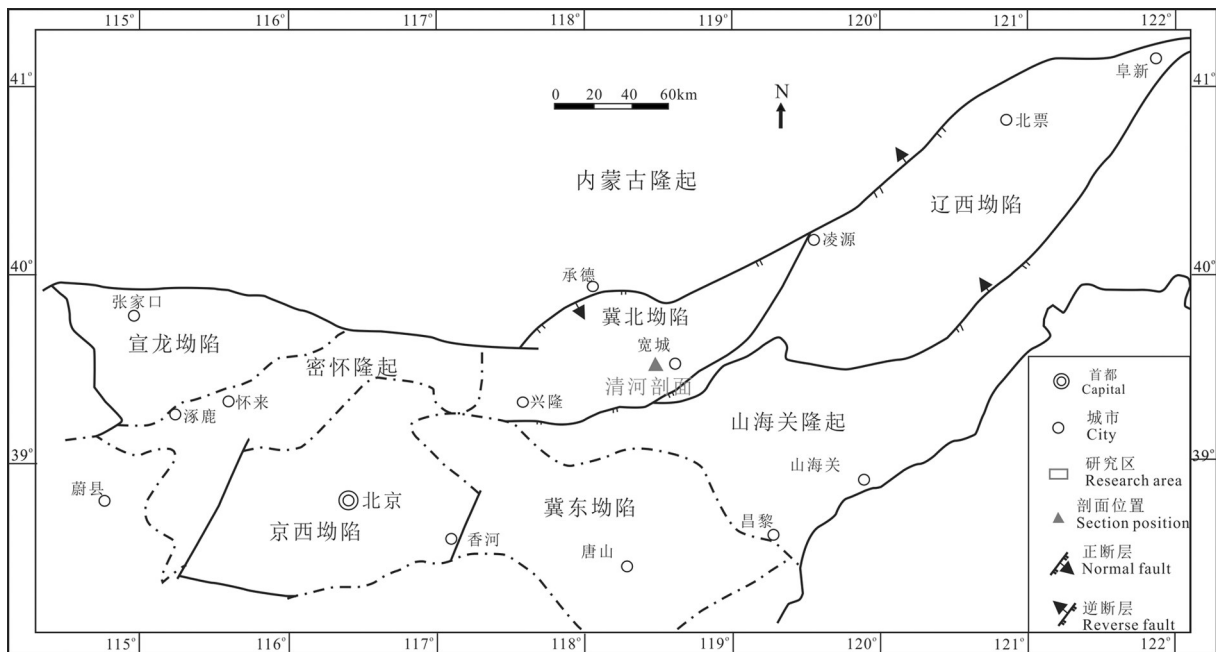 115° 116° 117° 118° 119° 120° 121° 122°
41° 41°
阜新
0 20 40 60km
N
北票
内蒙古隆起
辽西坳陷
凌源
40° 40°
承德
张家口
冀北坳陷
宣龙坳陷
宽城
密怀隆起
清河剖面
兴隆
怀来
涿鹿
山海关隆起
39° 39°
山海关
蔚县
北京
冀东坳陷
京西坳陷
昌黎
香河
唐山
首都
Capital
城市
City
研究区
Research area
剖面位置
Section position
正断层
Normal fault
逆断层
Reverse fault
115° 116° 117° 118° 119° 120° 121° 122°